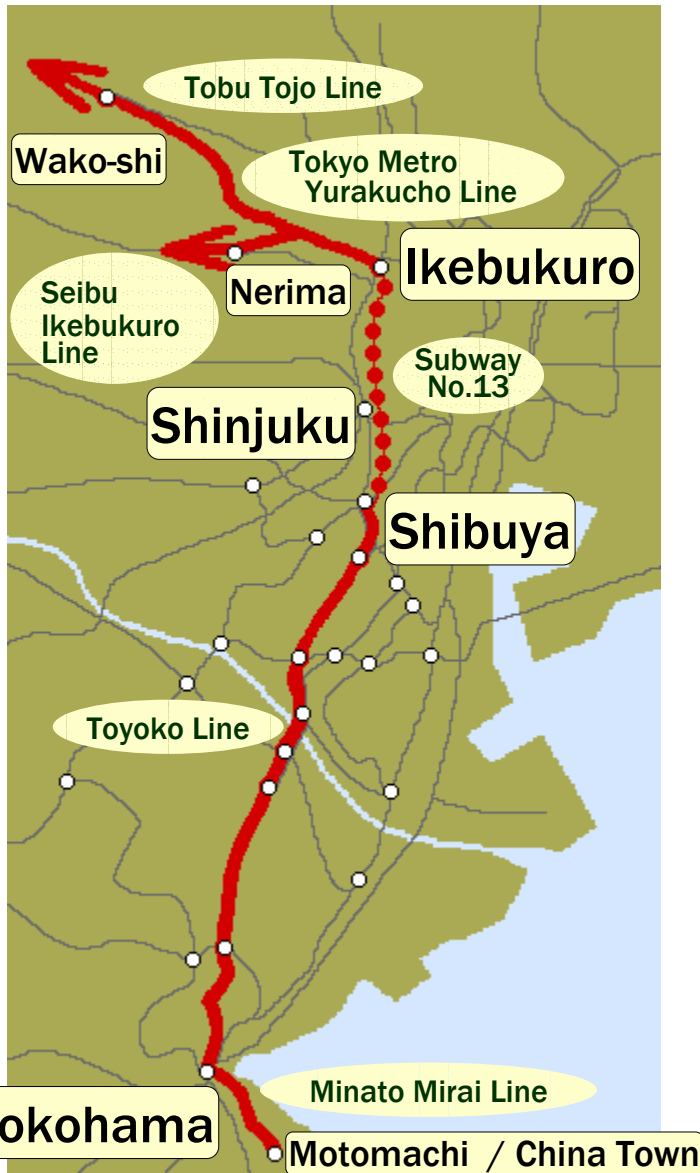 Tobu Tojo Line
Wako-shi
Tokyo Metro
Yurakucho Line
Ikebukuro
Nerima
Seibu
Ikebukuro
Line
Subway
No.13
Shinjuku
Shibuya
Toyoko Line
Minato Mirai Line
okohama
Motomachi / China Town